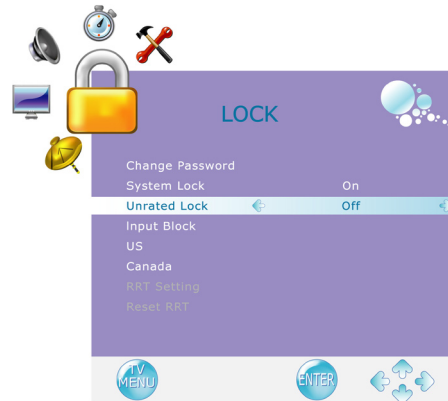 LOCK
Change Password
System Lock On
Unrated Lock Off
Input Block
US
Canada
RRT Setting
Reset RRT
TV MENU ENTER